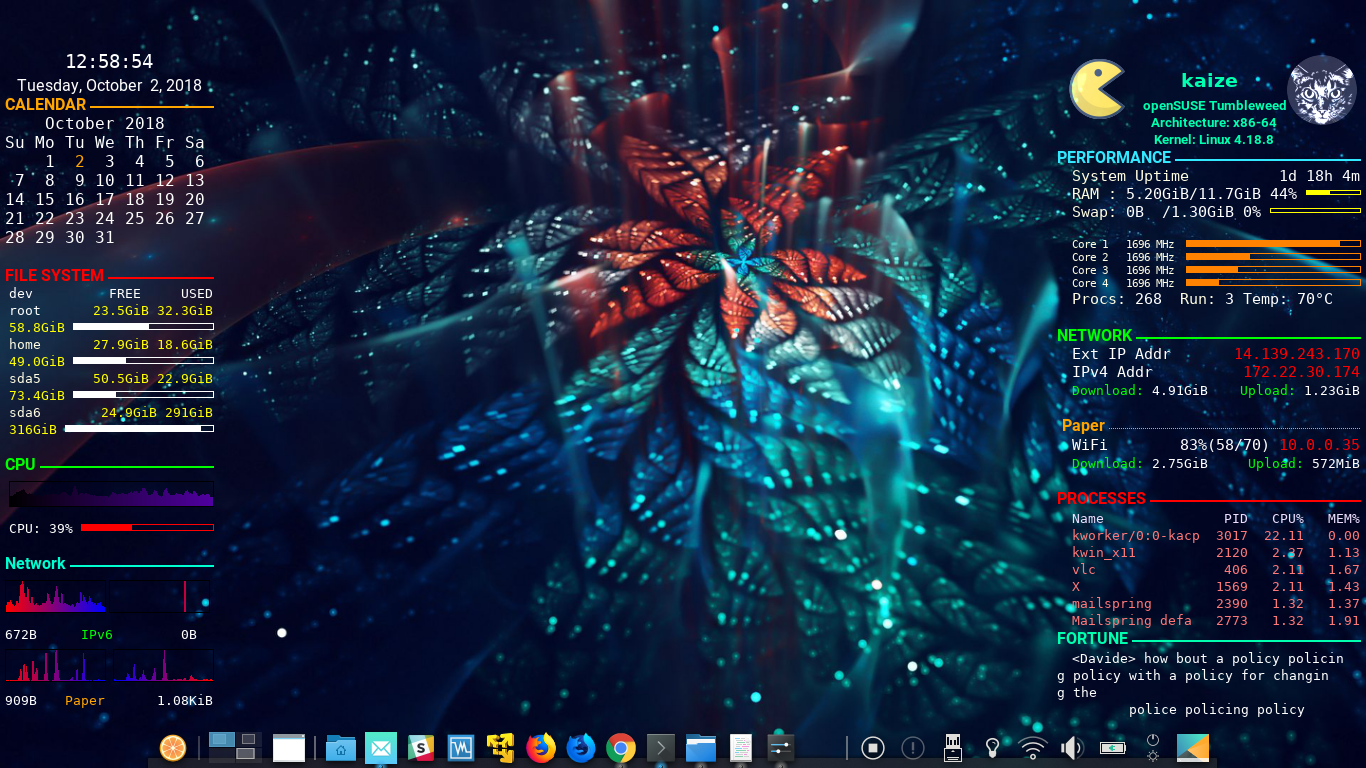 12:58:54
Tuesday, October 2, 2018
CALENDAR
October 2018
Su Mo Tu We Th Fr Sa
1 2 3 4 5 6
7 8 9 10 11 12 13
14 15 16 17 18 19 20
21 22 23 24 25 26 27
28 29 30 31
FILE SYSTEM
dev FREE USED
root 23.5GiB 32.3GiB
58.8GiB
home 27.9GiB 18.6GiB
49.0GiB
sda5 50.5GiB 22.9GiB
73.4GiB
sda6 24.9GiB 291GiB
316GiB
CPU
CPU: 39%
Network
672B IPv6 0B
909B Paper 1.08KiB
kaize
openSUSE Tumbleweed
Architecture: x86-64
Kernel: Linux 4.18.8
PERFORMANCE
System Uptime 1d 18h 4m
RAM : 5.20GiB/11.7GiB 44%
Swap: 0B /1.30GiB 0%
Core 1 1696 MHz
Core 2 1696 MHz
Core 3 1696 MHz
Core 4 1696 MHz
Procs: 268 Run: 3 Temp: 70°C
NETWORK
Ext IP Addr 14.139.243.170
IPv4 Addr 172.22.30.174
Download: 4.91GiB Upload: 1.23GiB
Paper
WiFi 83%(58/70) 10.0.0.35
Download: 2.75GiB Upload: 572MiB
PROCESSES
Name PID CPU% MEM%
kworker/0:0-kacp 3017 22.11 0.00
kwin_x11 2120 2.37 1.13
vlc 406 2.11 1.67
X 1569 2.11 1.43
mailspring 2390 1.32 1.37
Mailspring defa 2773 1.32 1.91
FORTUNE
<Davide> how bout a policy policin
g policy with a policy for changin
g the
police policing policy